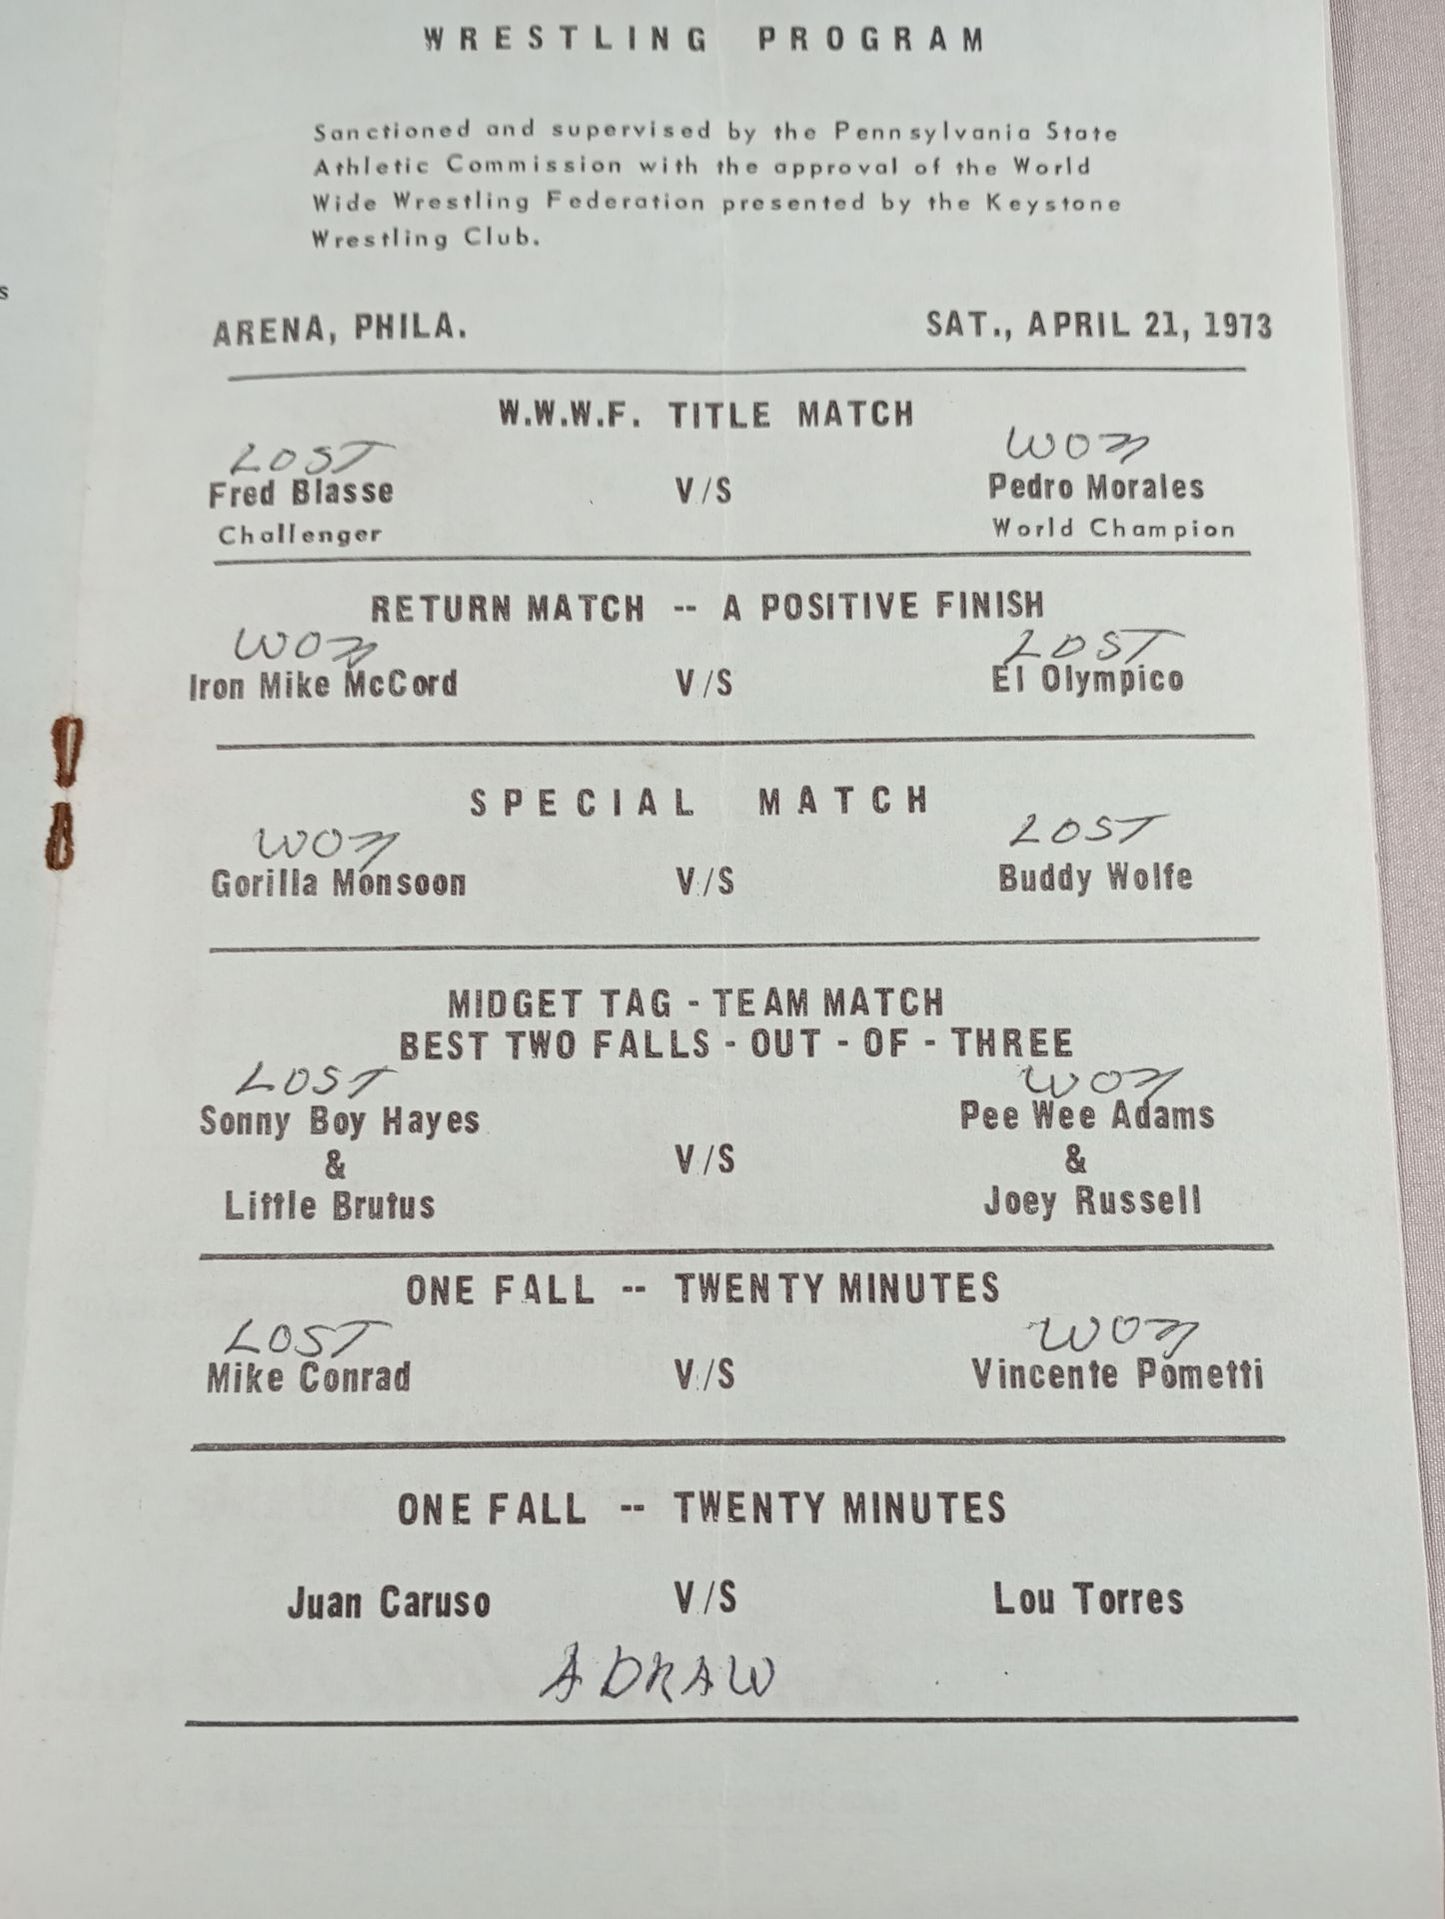 WRESTLING PROGRAM
Sanctioned and supervised by the Pennsylvania State
Athletic Commission with the approval of the World
Wide Wrestling Federation presented by the Keystone
Wrestling Club.
s
ARENA, PHILA. SAT., APRIL 21, 1973
W.W.W.F. TITLE MATCH
LOST WON
Fred Blasse V/S Pedro Morales
Challenger World Champion
RETURN MATCH -- A POSITIVE FINISH
WON LOST
Iron Mike McCord V/S El Olympico
SPECIAL MATCH
WON LOST
Gorilla Monsoon V/S Buddy Wolfe
MIDGET TAG - TEAM MATCH
BEST TWO FALLS - OUT - OF - THREE
LOST WON
Sonny Boy Hayes Pee Wee Adams
& V/S &
Little Brutus Joey Russell
ONE FALL -- TWENTY MINUTES
LOST WON
Mike Conrad V/S Vincente Pometti
ONE FALL -- TWENTY MINUTES
Juan Caruso V/S Lou Torres
A DRAW